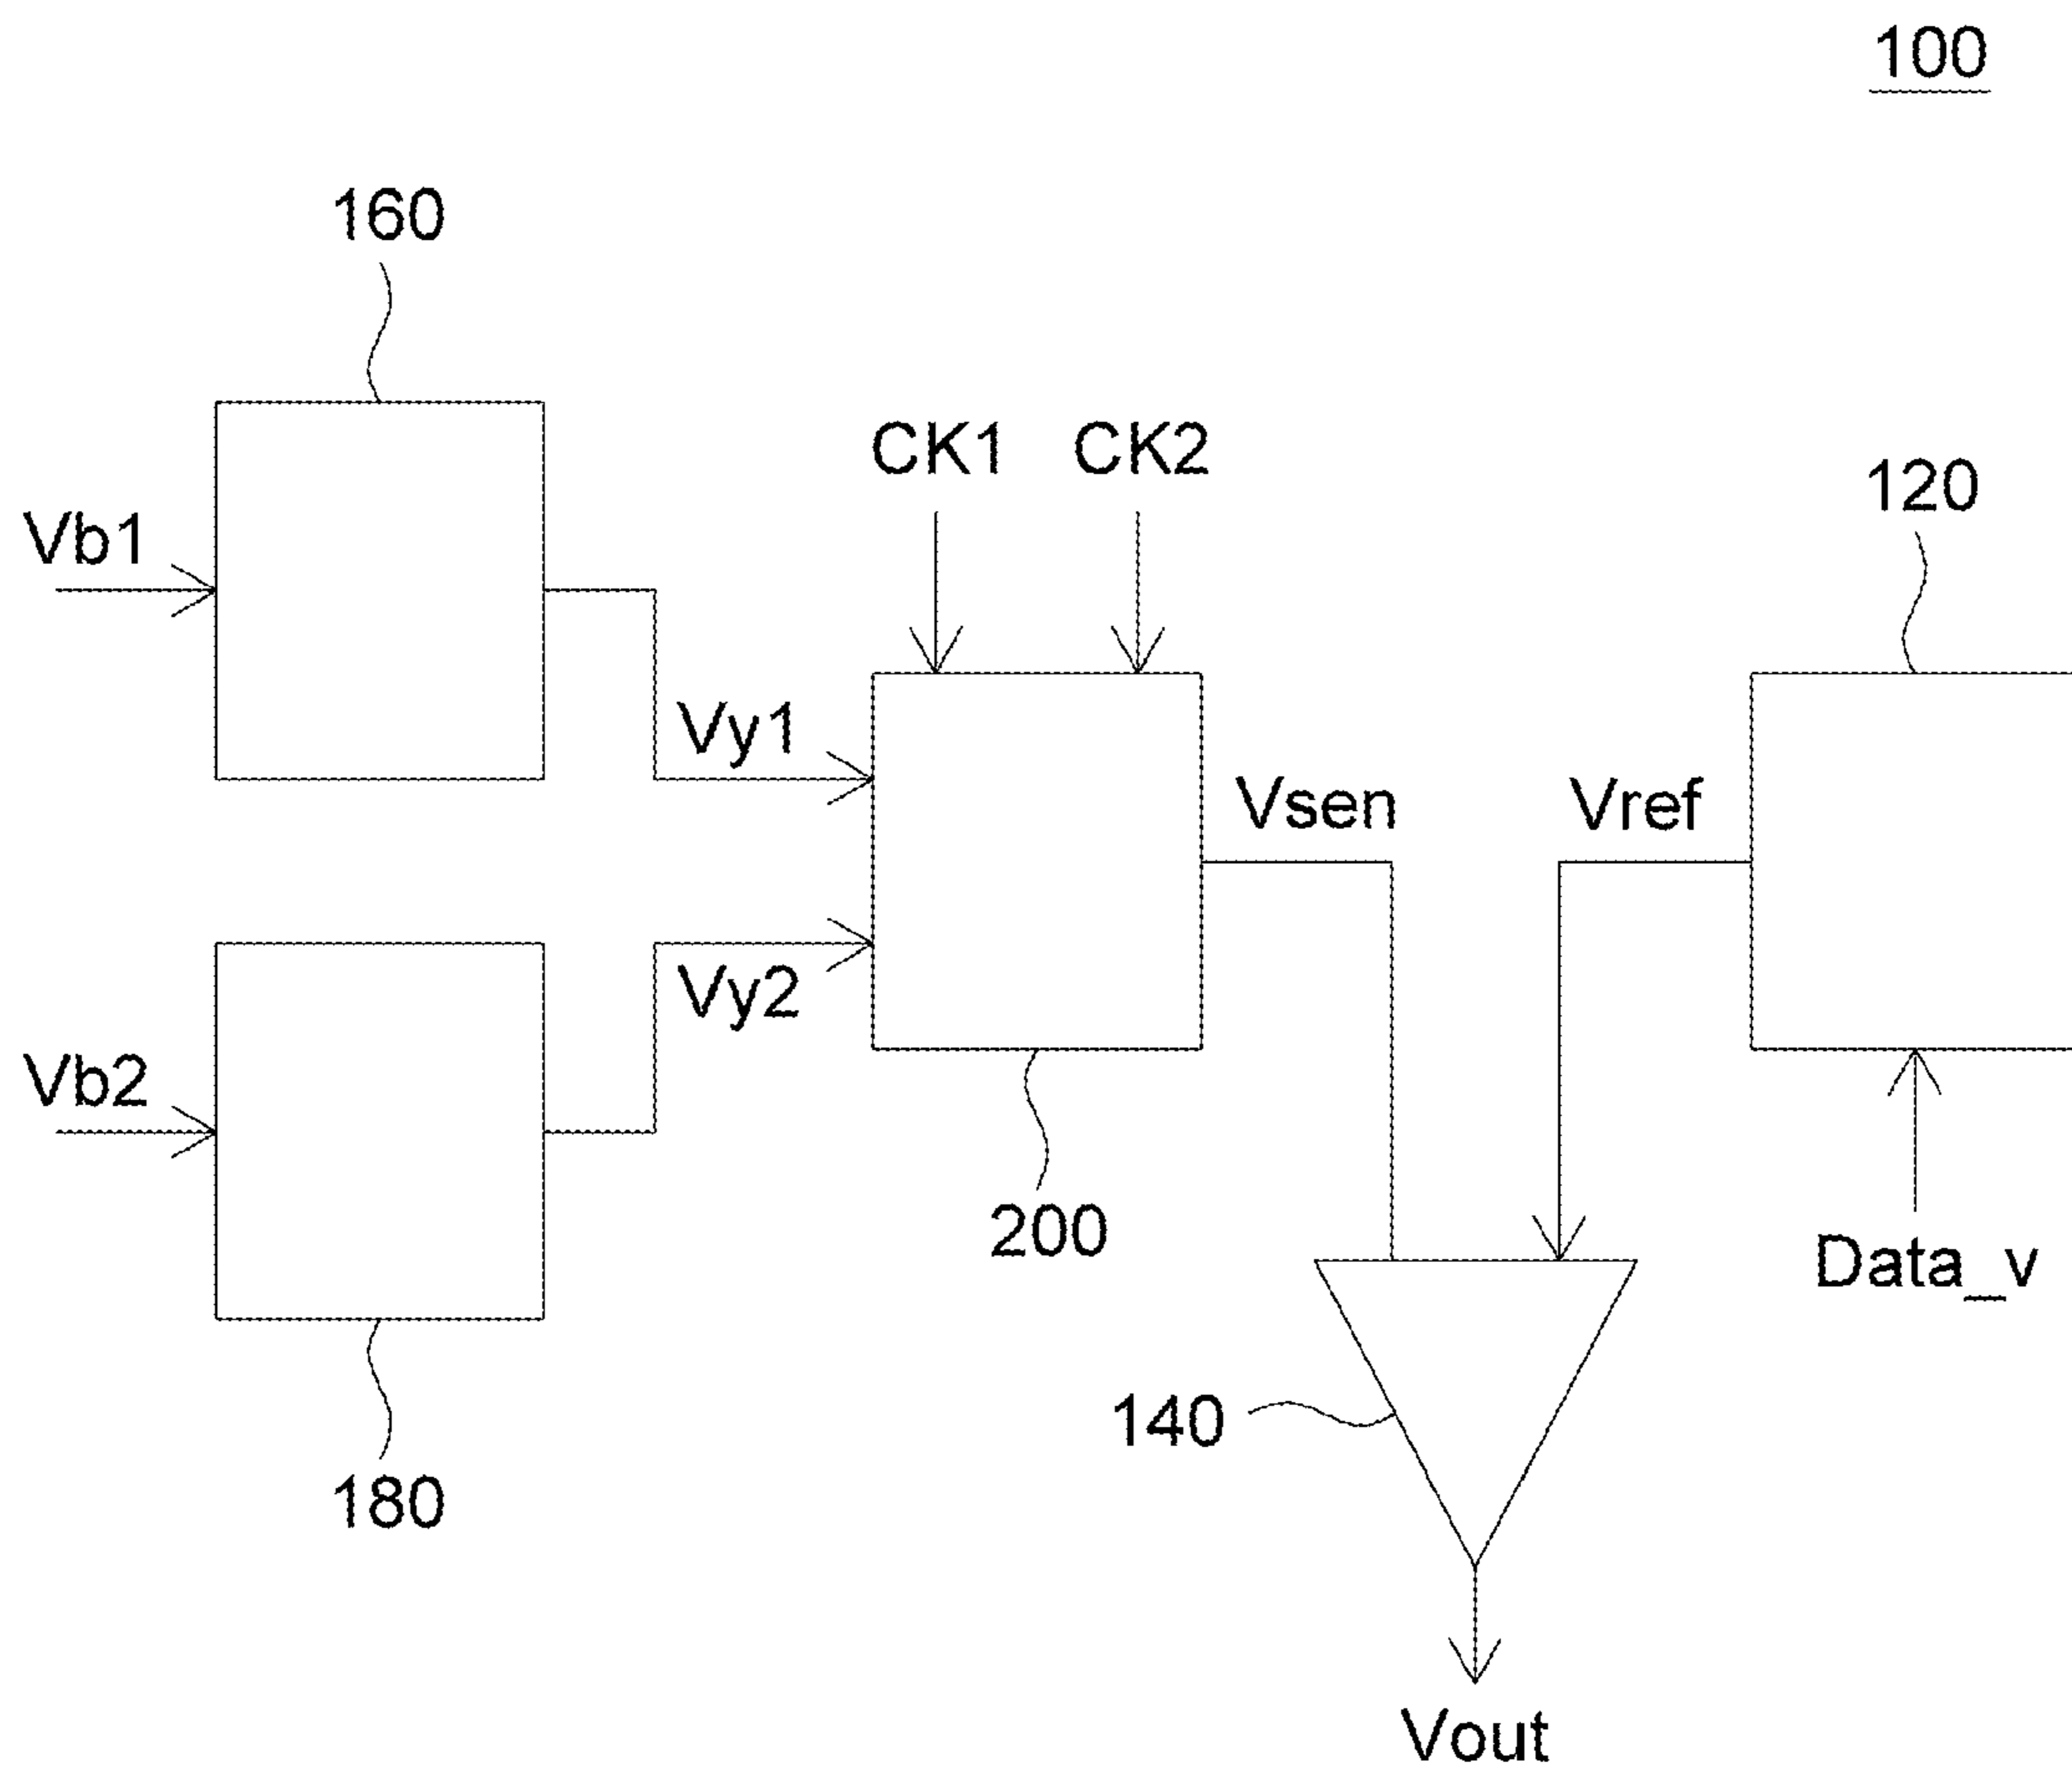 100
160
CK1 CK2
120
Vb1
Vy1
Vsen
Vref
Vy2
Vb2
200
Data_v
140
180
Vout